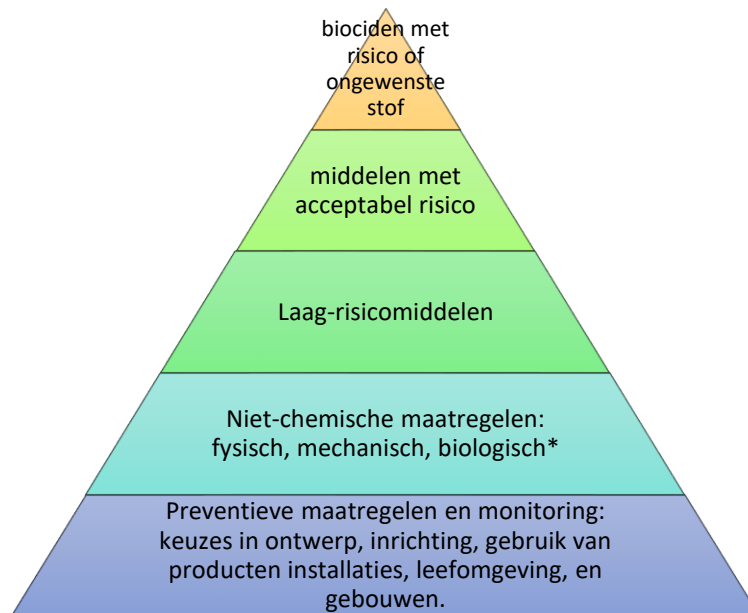 biociden met
risico of
ongewenste
stof
middelen met
acceptabel risico
Laag-risicomiddelen
Niet-chemische maatregelen:
fysisch, mechanisch, biologisch*
Preventieve maatregelen en monitoring:
keuzes in ontwerp, inrichting, gebruik van
producten installaties, leefomgeving, en
gebouwen.